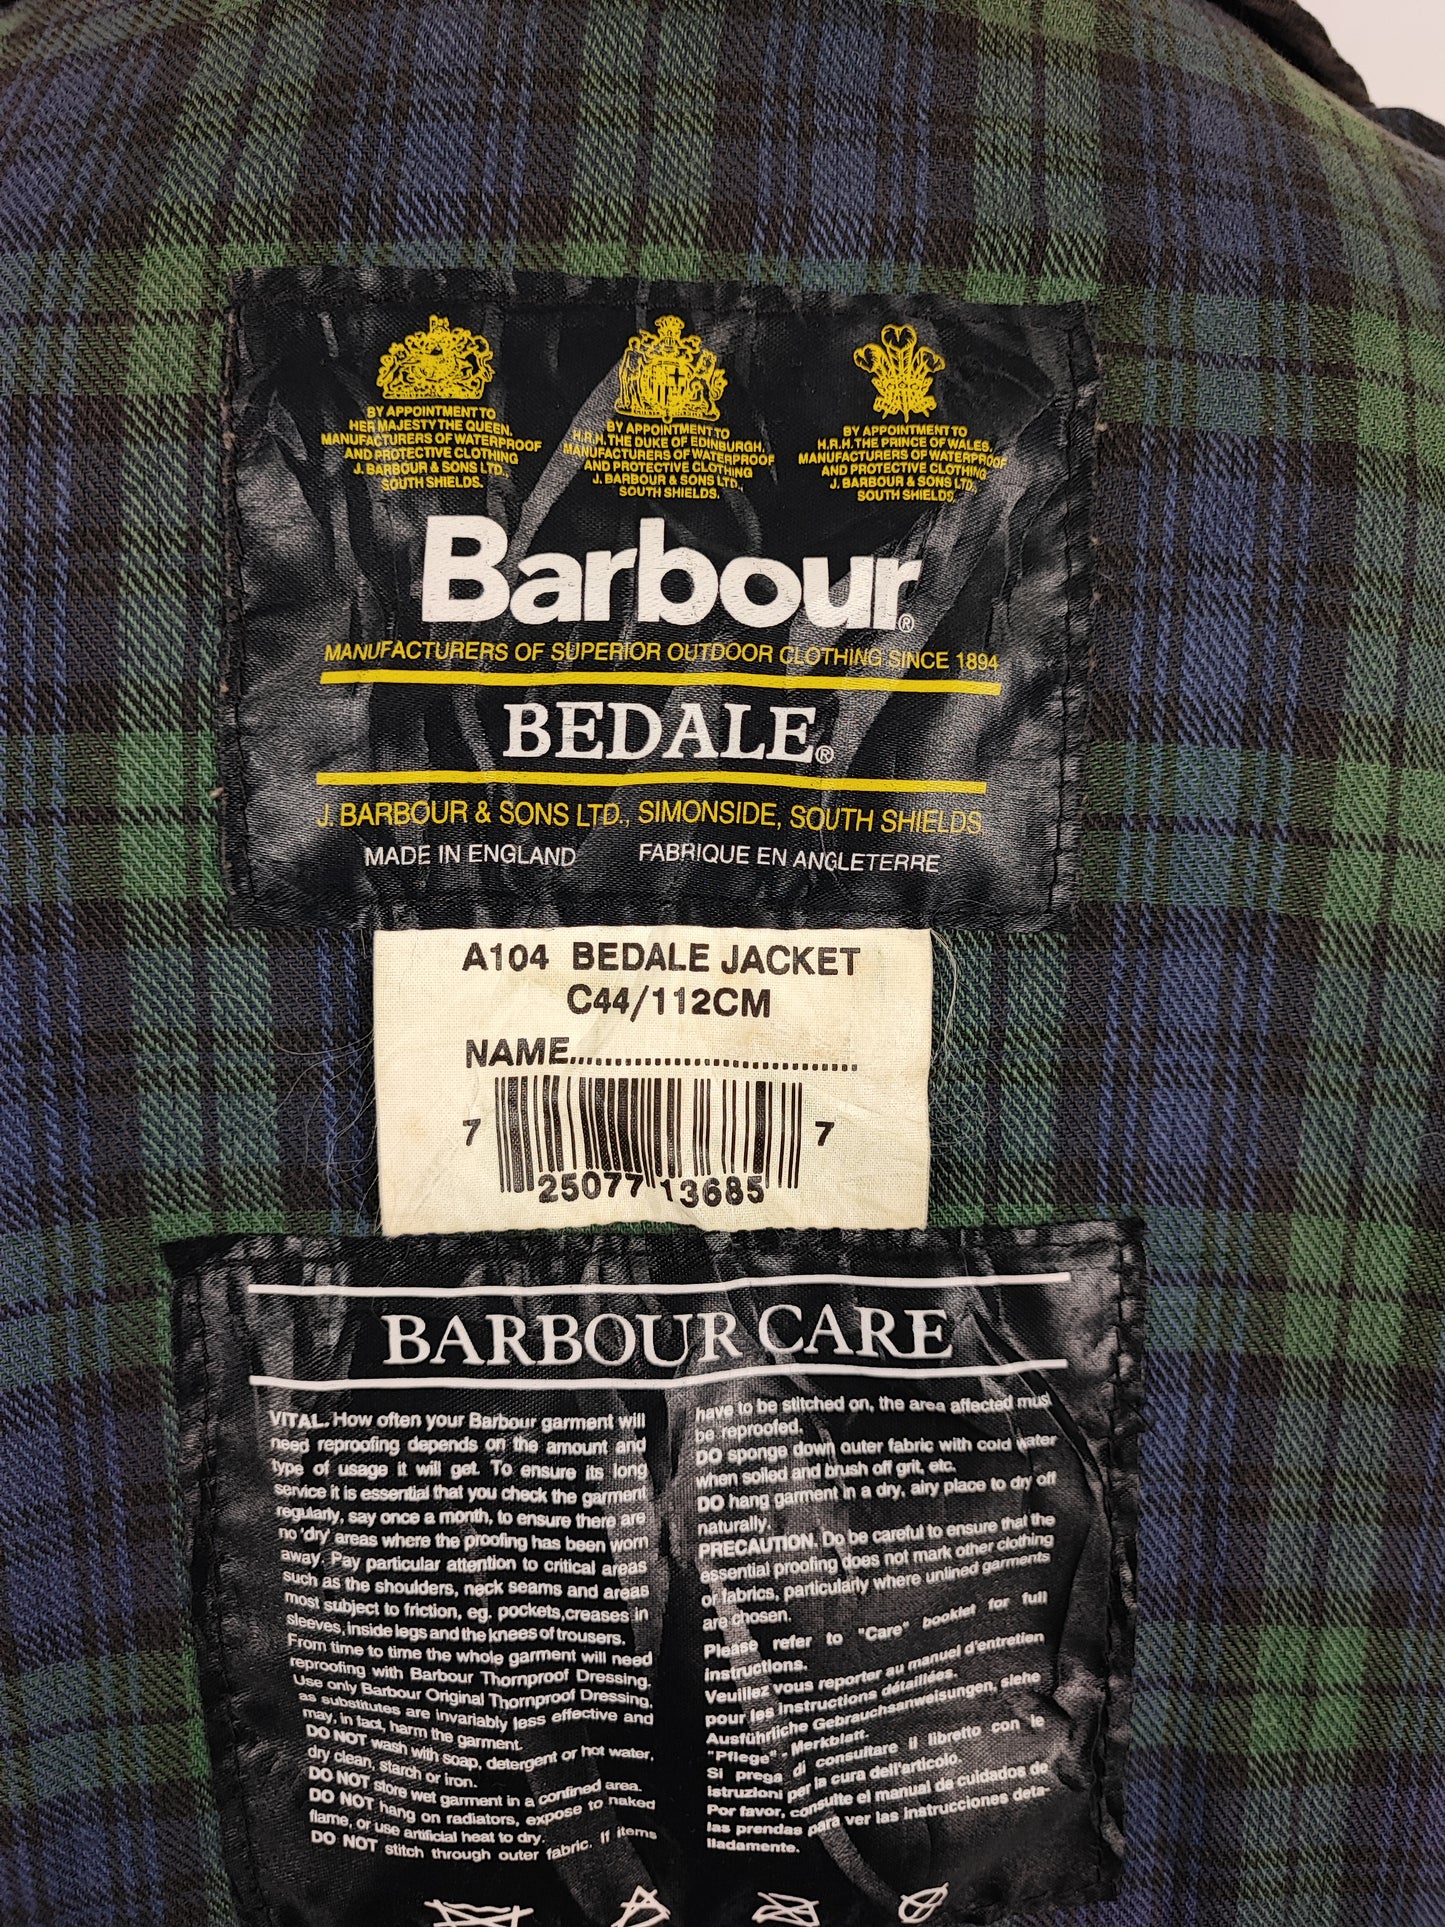 BY APPOINTMENT TO
HER MAJESTY THE QUEEN.
MANUFACTURERS OF WATERPROOF
AND PROTECTIVE CLOTHING
J. BARBOUR & SONS LTD.,
SOUTH SHIELDS.
BY APPOINTMENT TO
H.R.H. THE DUKE OF EDINBURGH.
MANUFACTURERS OF WATERPROOF
AND PROTECTIVE CLOTHING
J. BARBOUR & SONS LTD.,
SOUTH SHIELDS.
BY APPOINTMENT TO
H.R.H. THE PRINCE OF WALES.
MANUFACTURERS OF WATERPROOF
AND PROTECTIVE CLOTHING
J. BARBOUR & SONS LTD.,
SOUTH SHIELDS.
Barbour®
MANUFACTURERS OF SUPERIOR OUTDOOR CLOTHING SINCE 1894
BEDALE®
J. BARBOUR & SONS LTD., SIMONSIDE, SOUTH SHIELDS.
MADE IN ENGLAND FABRIQUE EN ANGLETERRE
A104 BEDALE JACKET
C44/112CM
NAME..............................
7 25077 13685 7
BARBOUR CARE
VITAL. How often your Barbour garment will
need reproofing depends on the amount and
type of usage it will get. To ensure its long
service it is essential that you check the garment
regularly, say once a month, to ensure there are
no 'dry' areas where the proofing has been worn
away. Pay particular attention to critical areas
such as the shoulders, neck seams and areas
most subject to friction, eg. pockets,creases in
sleeves, inside legs and the knees of trousers.
From time to time the whole garment will need
reproofing with Barbour Thornproof Dressing.
Use only Barbour Original Thornproof Dressing,
as substitutes are invariably less effective and
may, in fact, harm the garment.
DO NOT wash with soap, detergent or hot water,
dry clean, starch or iron.
DO NOT store wet garment in a confined area.
DO NOT hang on radiators, expose to naked
flame, or use artificial heat to dry.
DO NOT stitch through outer fabric. If items
have to be stitched on, the area affected must
be reproofed.
DO sponge down outer fabric with cold water
when soiled and brush off grit, etc.
DO hang garment in a dry, airy place to dry off
naturally.
PRECAUTION. Do be careful to ensure that the
essential proofing does not mark other clothing
or fabrics, particularly where unlined garments
are chosen.
Please refer to "Care" booklet for full
instructions.
Veuillez vous reporter au manuel d'entretien
pour les instructions détaillées.
Ausführliche Gebrauchsanweisungen, siehe
"Pflege" - Merkblatt.
Si prega di consultare il libretto con le
istruzioni per la cura dell'articolo.
Por favor, consulte el manual de cuidados de
las prendas para ver las instrucciones deta-
lladamente.